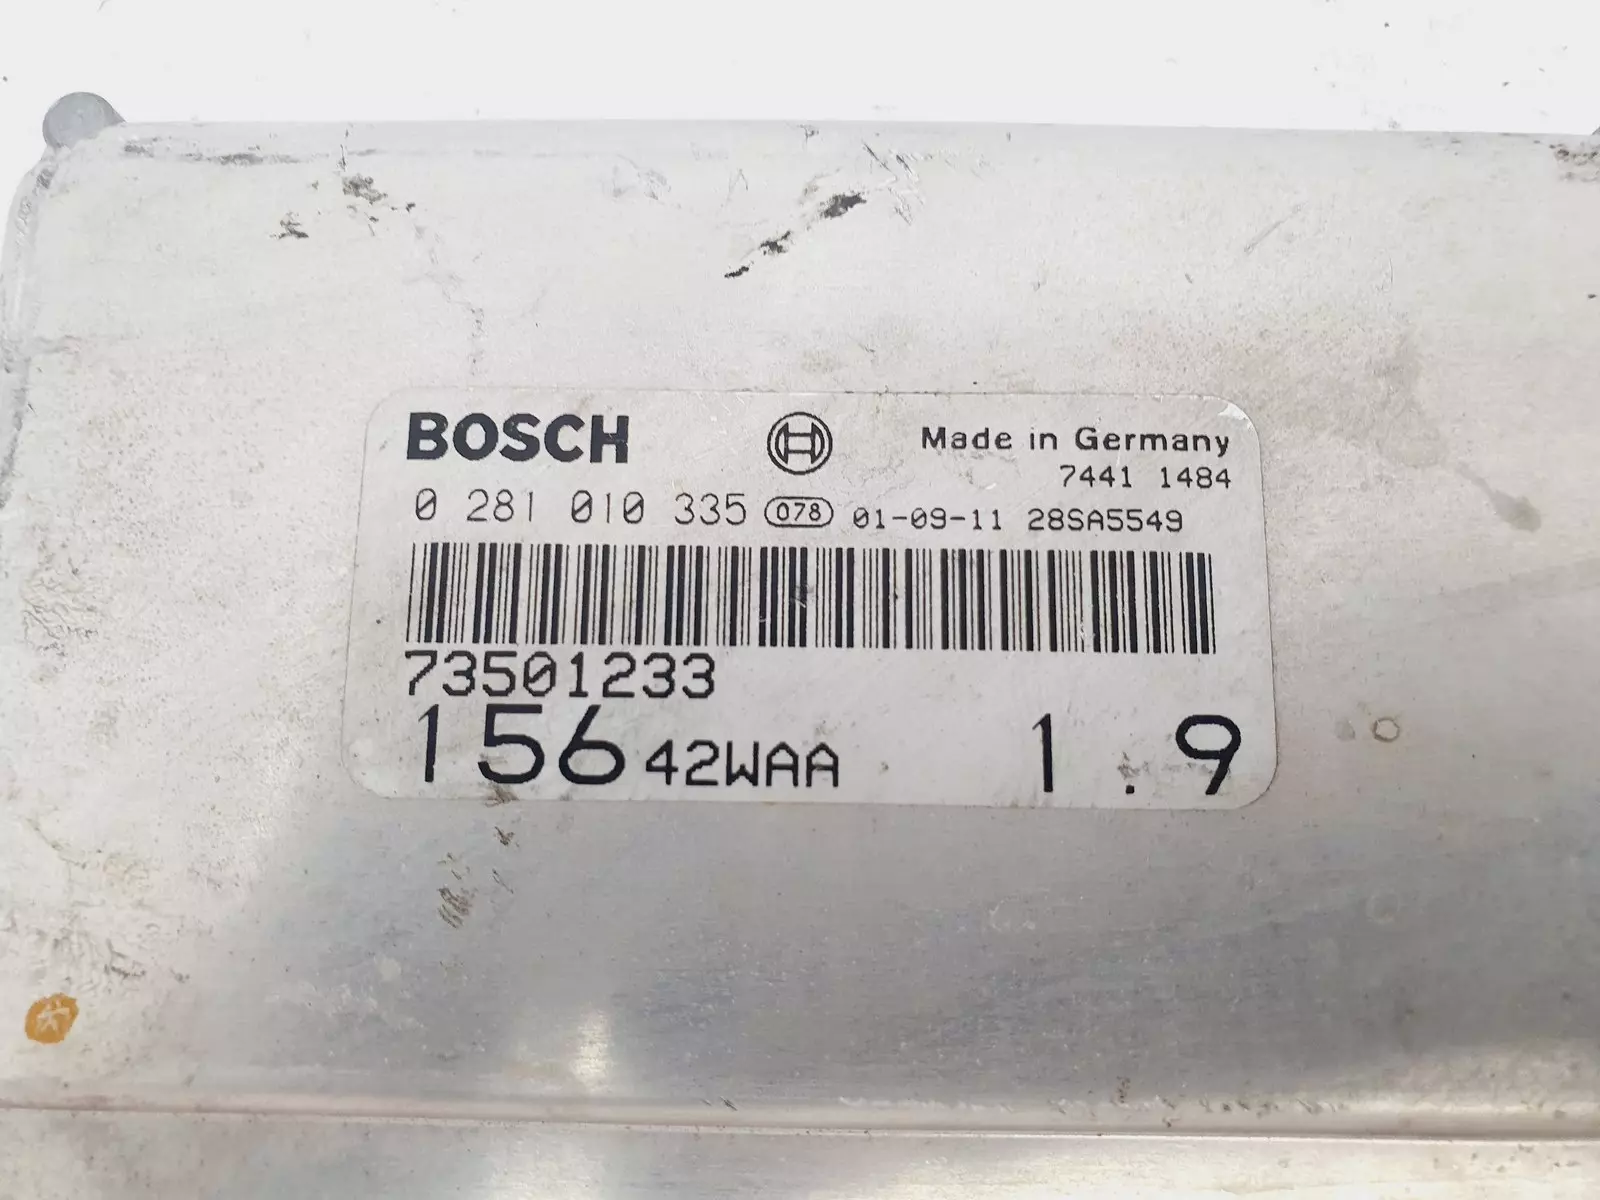 BOSCH Made in Germany
7441 1484
0 281 010 335 078 01-09-11 28SA5549
73501233
156 42WAA 1.9